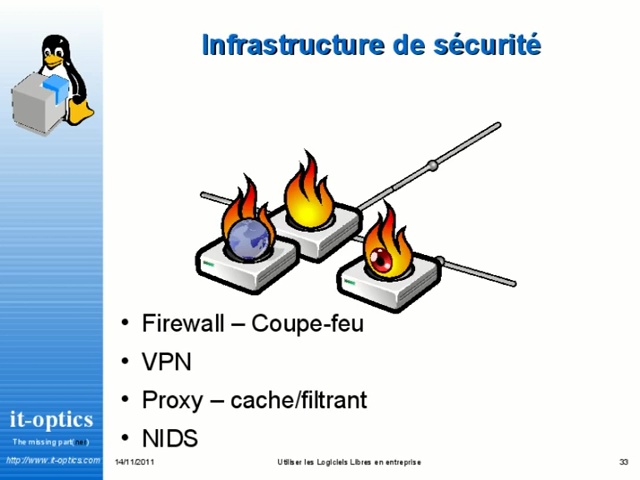 Infrastructure de sécurité
• Firewall – Coupe-feu
• VPN
• Proxy – cache/filtrant
• NIDS
it-optics
The missing part(ner)
http://www.it-optics.com
14/11/2011
Utiliser les Logiciels Libres en entreprise
33